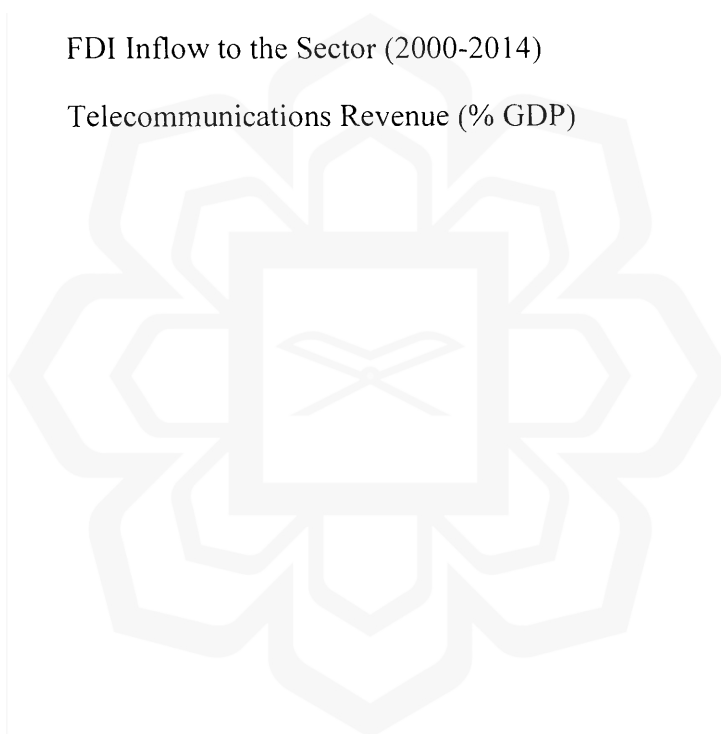 FDI Inflow to the Sector (2000-2014)
Telecommunications Revenue (% GDP)